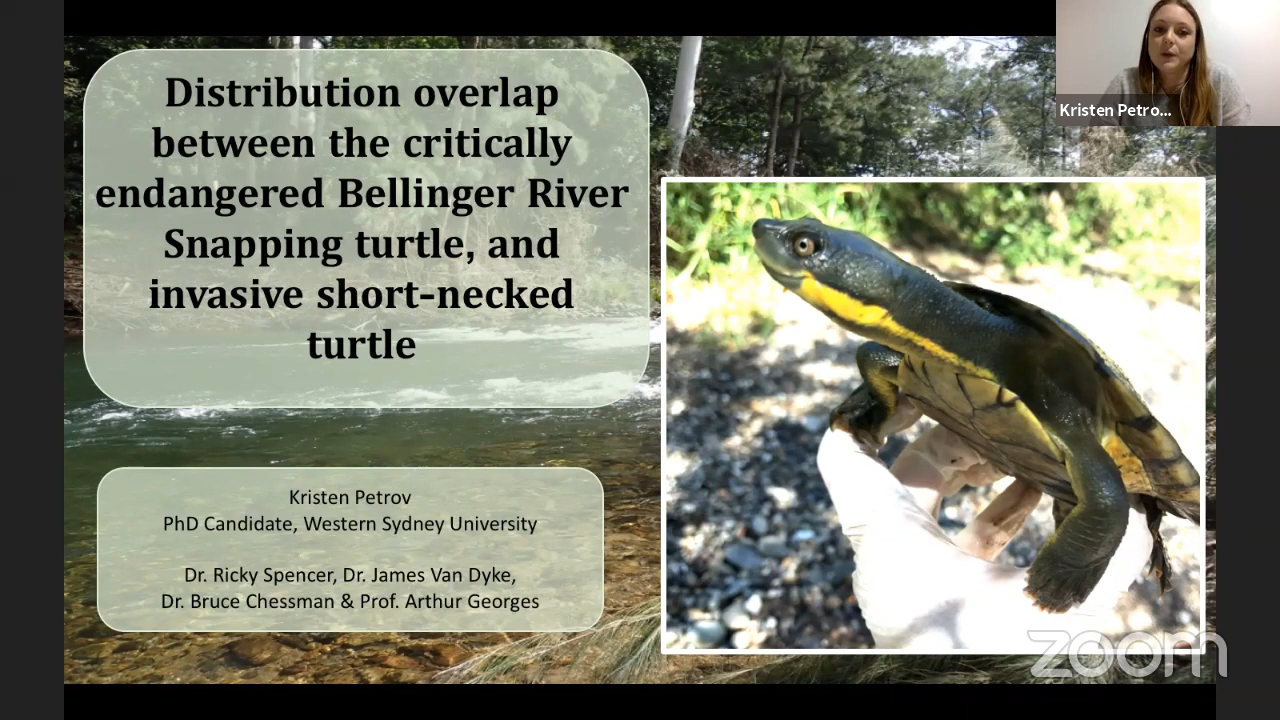 Distribution overlap
between the critically
endangered Bellinger River
Snapping turtle, and
invasive short-necked
turtle
Kristen Petrov
PhD Candidate, Western Sydney University
Dr. Ricky Spencer, Dr. James Van Dyke,
Dr. Bruce Chessman & Prof. Arthur Georges
Kristen Petro...
zoom